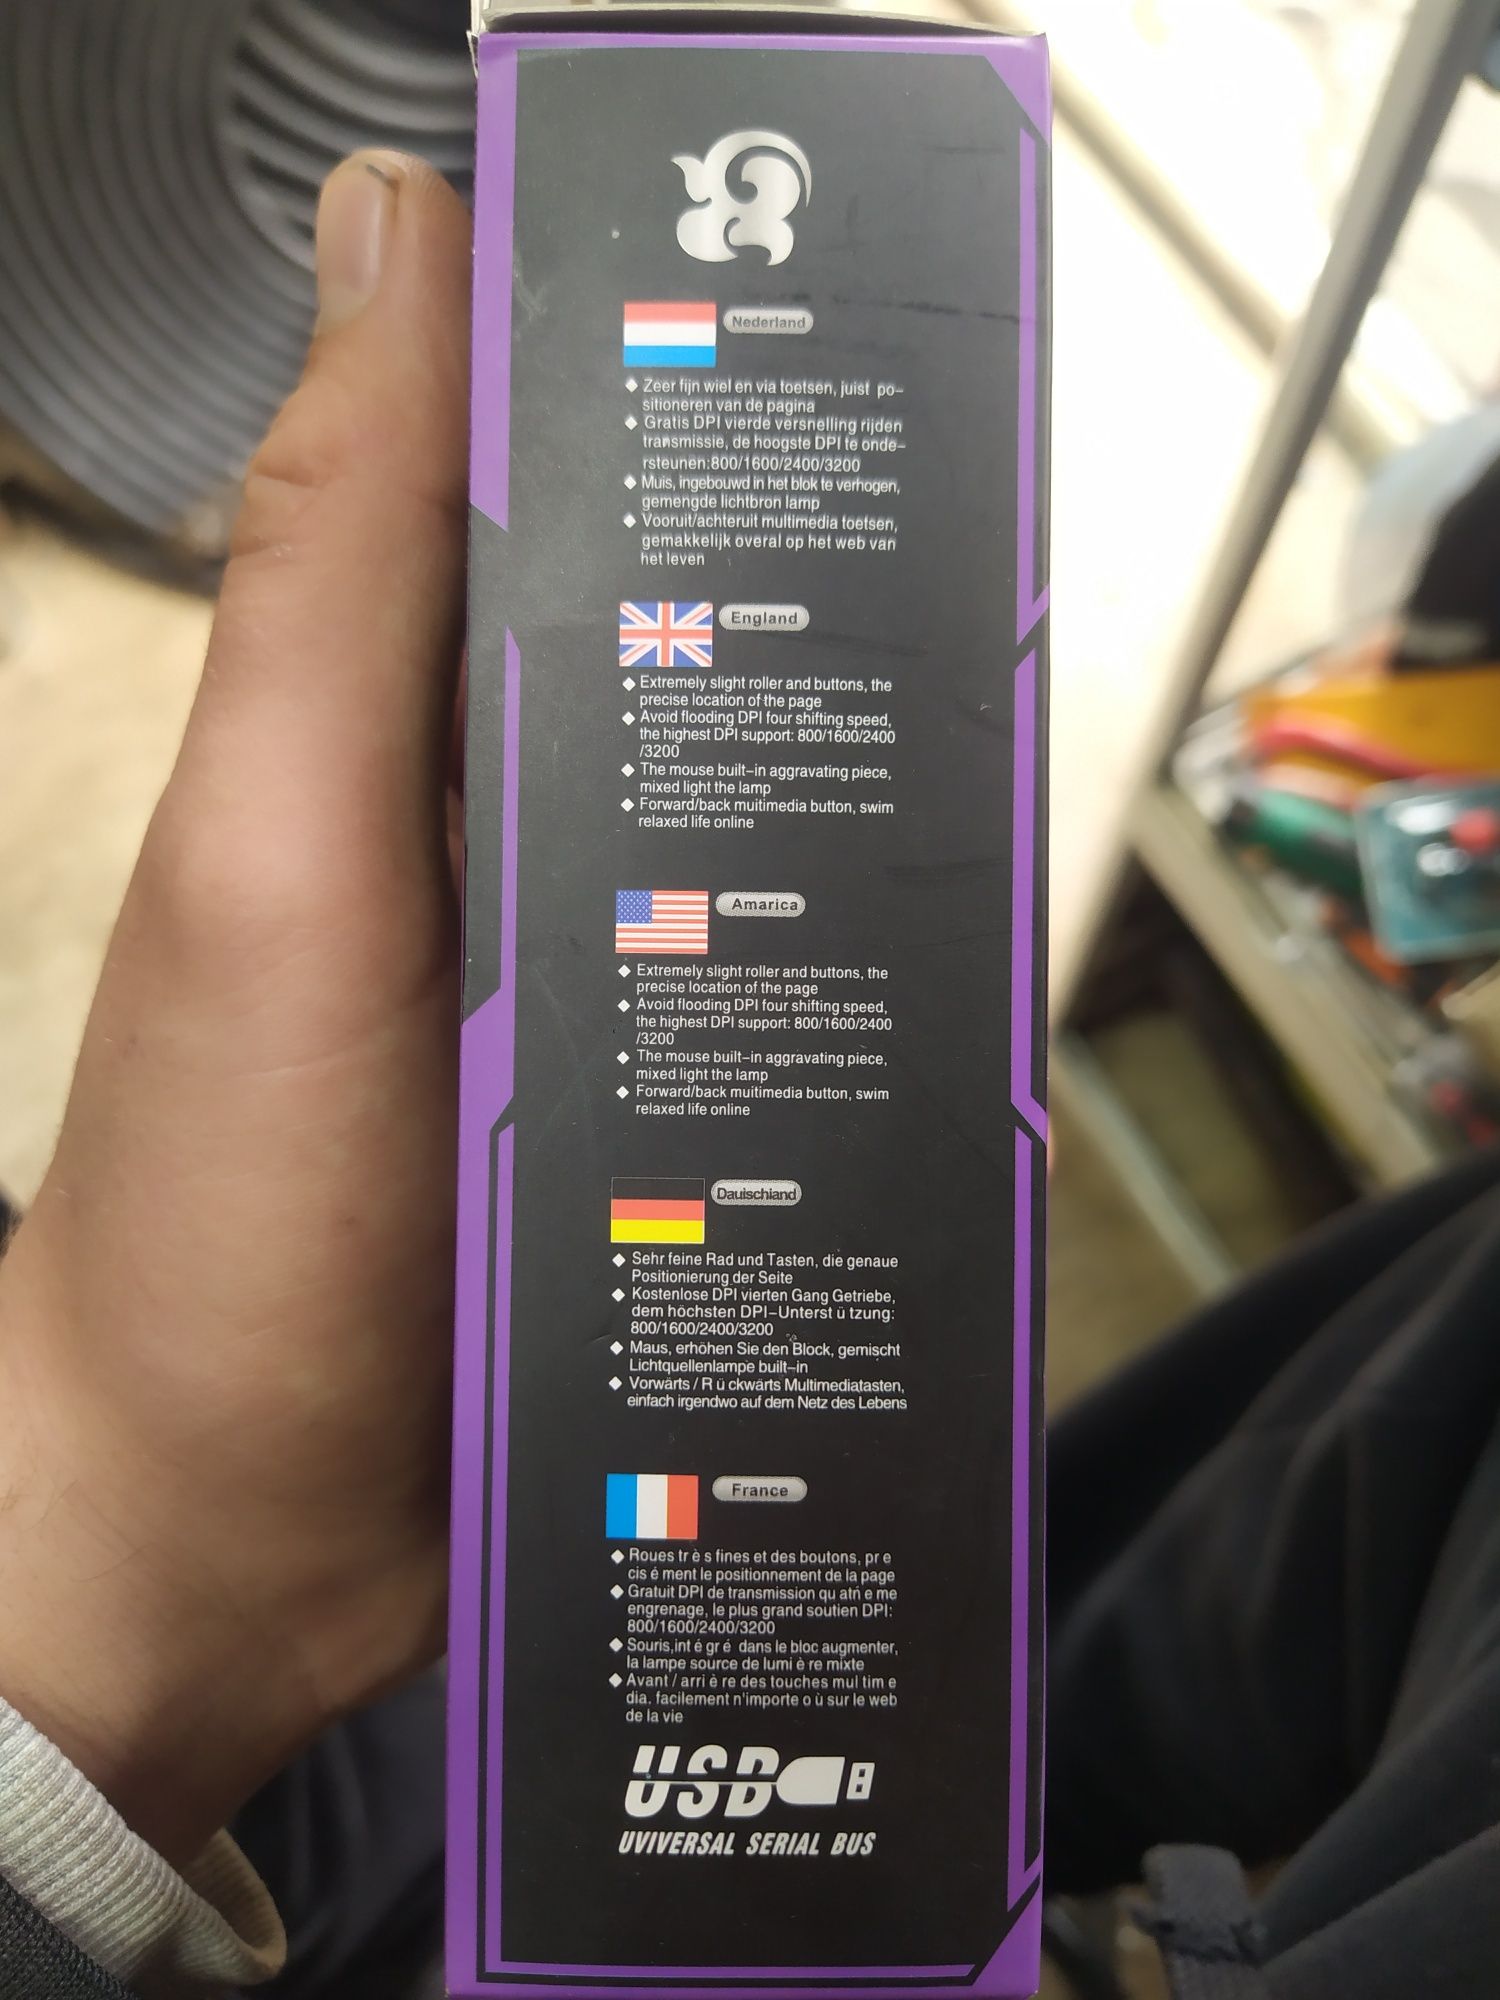 Nederland
◆ Zeer fijn wiel en via toetsen, juist po-
sitioneren van de pagina
◆ Gratis DPI vierde versnelling rijden
transmissie, de hoogste DPI te onde-
rsteunen:800/1600/2400/3200
◆ Muis, ingebouwd in het blok te verhogen,
gemengde lichtbron lamp
◆ Vooruit/achteruit multimedia toetsen,
gemakkelijk overal op het web van
het leven
England
◆ Extremely slight roller and buttons, the
precise location of the page
◆ Avoid flooding DPI four shifting speed,
the highest DPI support: 800/1600/2400
/3200
◆ The mouse built-in aggravating piece,
mixed light the lamp
◆ Forward/back muitimedia button, swim
relaxed life online
Amarica
◆ Extremely slight roller and buttons, the
precise location of the page
◆ Avoid flooding DPI four shifting speed,
the highest DPI support: 800/1600/2400
/3200
◆ The mouse built-in aggravating piece,
mixed light the lamp
◆ Forward/back muitimedia button, swim
relaxed life online
Dauischland
◆ Sehr feine Rad und Tasten, die genaue
Positionierung der Seite
◆ Kostenlose DPI vierten Gang Getriebe,
dem höchsten DPI-Unterst ü tzung:
800/1600/2400/3200
◆ Maus, erhöhen Sie den Block, gemischt
Lichtquellenlampe built-in
◆ Vorwärts / R ü ckwärts Multimediatasten,
einfach irgendwo auf dem Netz des Lebens
France
◆ Roues tr è s fines et des boutons, pr e
cis é ment le positionnement de la page
◆ Gratuit DPI de transmission qu atri e me
engrenage, le plus grand soutien DPI:
800/1600/2400/3200
◆ Souris,int é gr é dans le bloc augmenter,
la lampe source de lumi è re mixte
◆ Avant / arri è re des touches mul tim e
dia. facilement n'importe o ù sur le web
de la vie
USB
UVIVERSAL SERIAL BUS